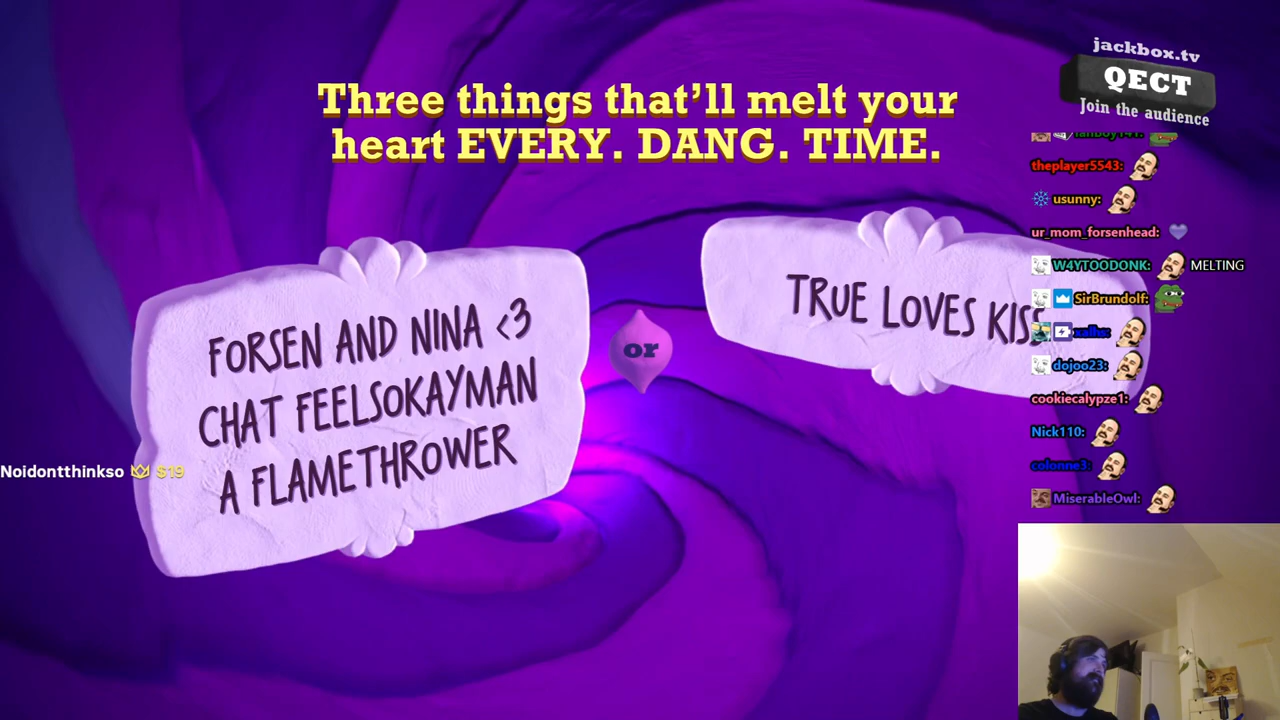 jackbox.tv
QECT
Join the audience
Three things that’ll melt your
heart EVERY. DANG. TIME.
FORSEN AND NINA <3
CHAT FEELSOKAYMAN
A FLAMETHROWER
or
TRUE LOVES KISS
Noidontthinkso $19
theplayer5543:
usunny:
ur_mom_forsenhead:
W4YTOODONK: MELTING
SirBrundolf:
xalhs:
dojoo23:
cookiecalypze1:
Nick110:
colonne3:
MiserableOwl: